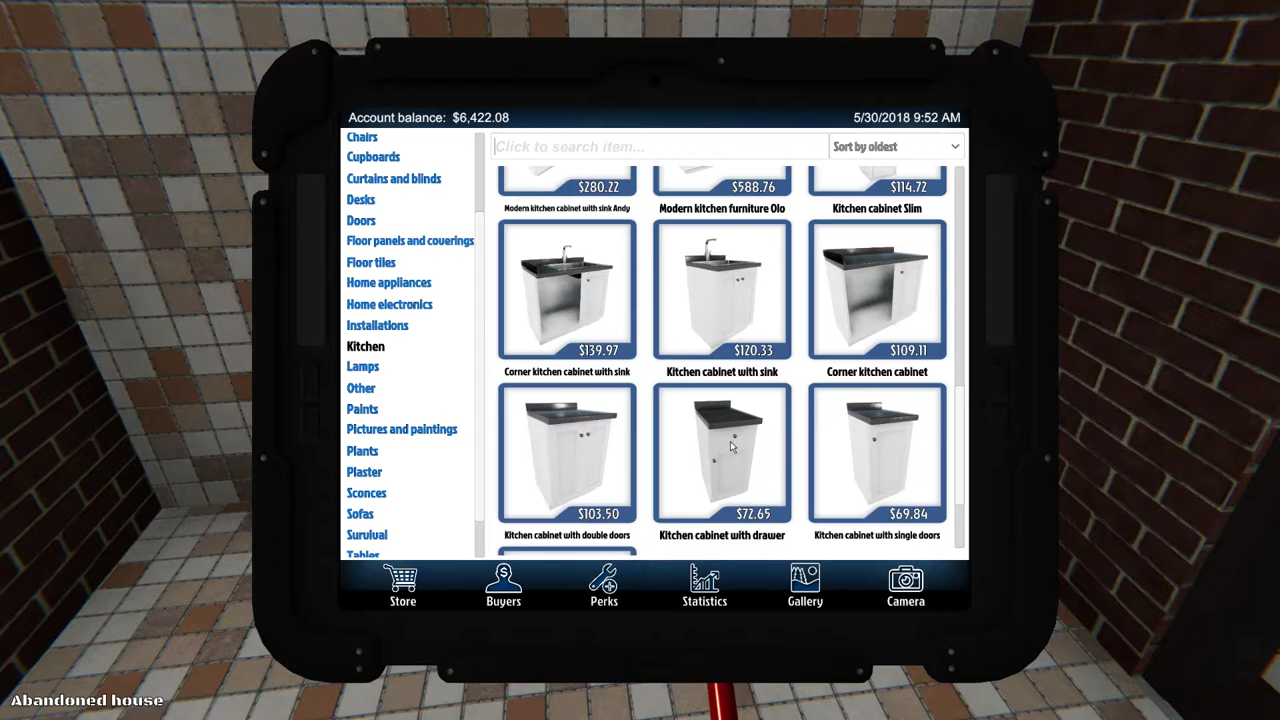 Account balance: $6,422.08
5/30/2018 9:52 AM
Chairs
Cupboards
Curtains and blinds
Desks
Doors
Floor panels and coverings
Floor tiles
Home appliances
Home electronics
Installations
Kitchen
Lamps
Other
Paints
Pictures and paintings
Plants
Plaster
Sconces
Sofas
Survival
Tables
Click to search item...
Sort by oldest
$280.22
$588.76
$114.72
Modern kitchen cabinet with sink Andy
Modern kitchen furniture Olo
Kitchen cabinet Slim
$139.97
$120.33
$109.11
Corner kitchen cabinet with sink
Kitchen cabinet with sink
Corner kitchen cabinet
$103.50
$72.65
$69.84
Kitchen cabinet with double doors
Kitchen cabinet with drawer
Kitchen cabinet with single doors
Store
Buyers
Perks
Statistics
Gallery
Camera
Abandoned house